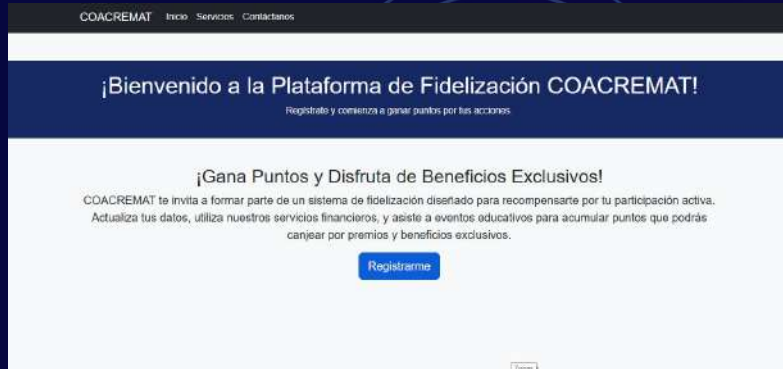 COACREMAT Inicio Servicios Contáctanos
¡Bienvenido a la Plataforma de Fidelización COACREMAT!
Regístrate y comienza a ganar puntos por tus acciones
¡Gana Puntos y Disfruta de Beneficios Exclusivos!
COACREMAT te invita a formar parte de un sistema de fidelización diseñado para recompensarte por tu participación activa.
Actualiza tus datos, utiliza nuestros servicios financieros, y asiste a eventos educativos para acumular puntos que podrás
canjear por premios y beneficios exclusivos.
Registrarme